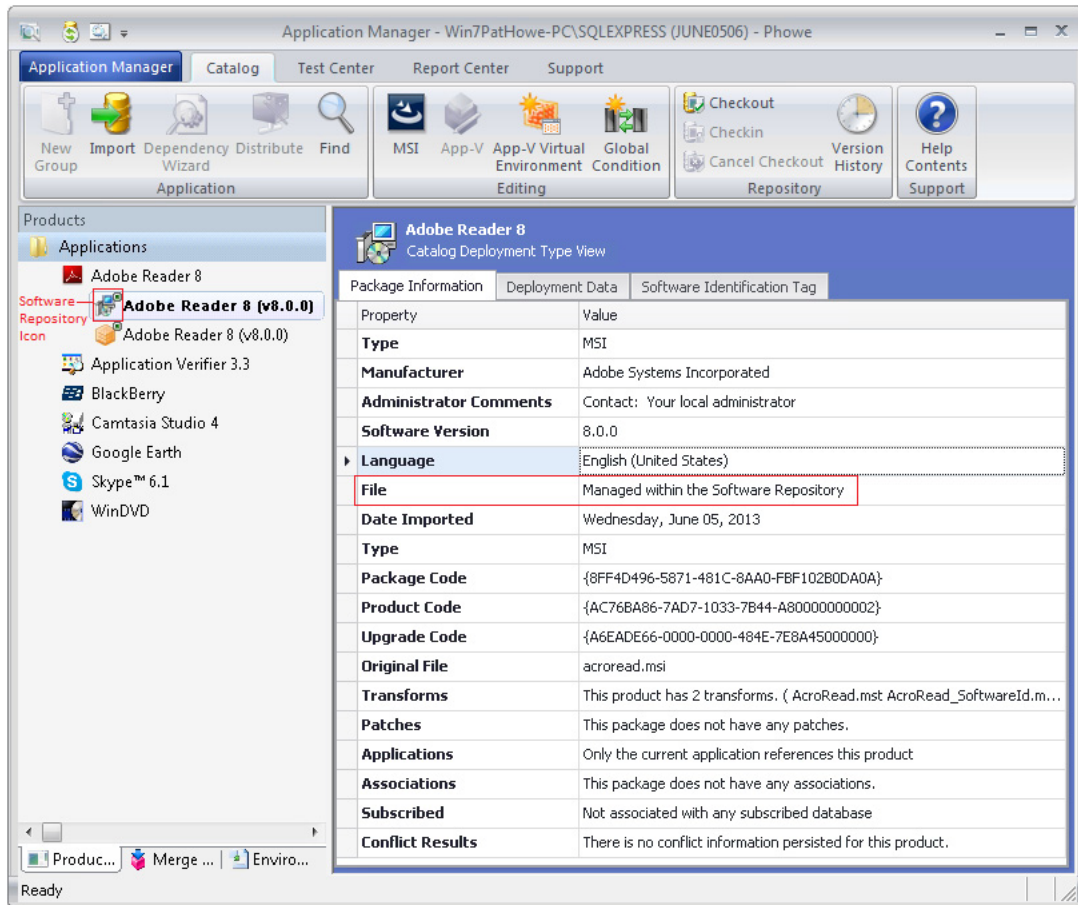 Application Manager - Win7PatHowe-PC\SQLEXPRESS (JUNE0506) - Phowe
Application Manager Catalog Test Center Report Center Support
New Group Import Dependency Wizard Distribute Find
Application
MSI App-V App-V Virtual Environment Global Condition
Editing
Checkout
Checkin
Cancel Checkout
Version History
Repository
Help Contents
Support
Products
Applications
Adobe Reader 8
Software Repository Icon
Adobe Reader 8 (v8.0.0)
Adobe Reader 8 (v8.0.0)
Application Verifier 3.3
BlackBerry
Camtasia Studio 4
Google Earth
Skype™ 6.1
WinDVD
Produc... Merge ... Enviro...
Adobe Reader 8
Catalog Deployment Type View
Package Information Deployment Data Software Identification Tag
Property Value
Type MSI
Manufacturer Adobe Systems Incorporated
Administrator Comments Contact: Your local administrator
Software Version 8.0.0
Language English (United States)
File Managed within the Software Repository
Date Imported Wednesday, June 05, 2013
Type MSI
Package Code {8FF4D496-5871-481C-8AA0-FBF102B0DA0A}
Product Code {AC76BA86-7AD7-1033-7B44-A80000000002}
Upgrade Code {A6EADE66-0000-0000-484E-7E8A45000000}
Original File acroread.msi
Transforms This product has 2 transforms. ( AcroRead.mst AcroRead_SoftwareId.m...
Patches This package does not have any patches.
Applications Only the current application references this product
Associations This package does not have any associations.
Subscribed Not associated with any subscribed database
Conflict Results There is no conflict information persisted for this product.
Ready